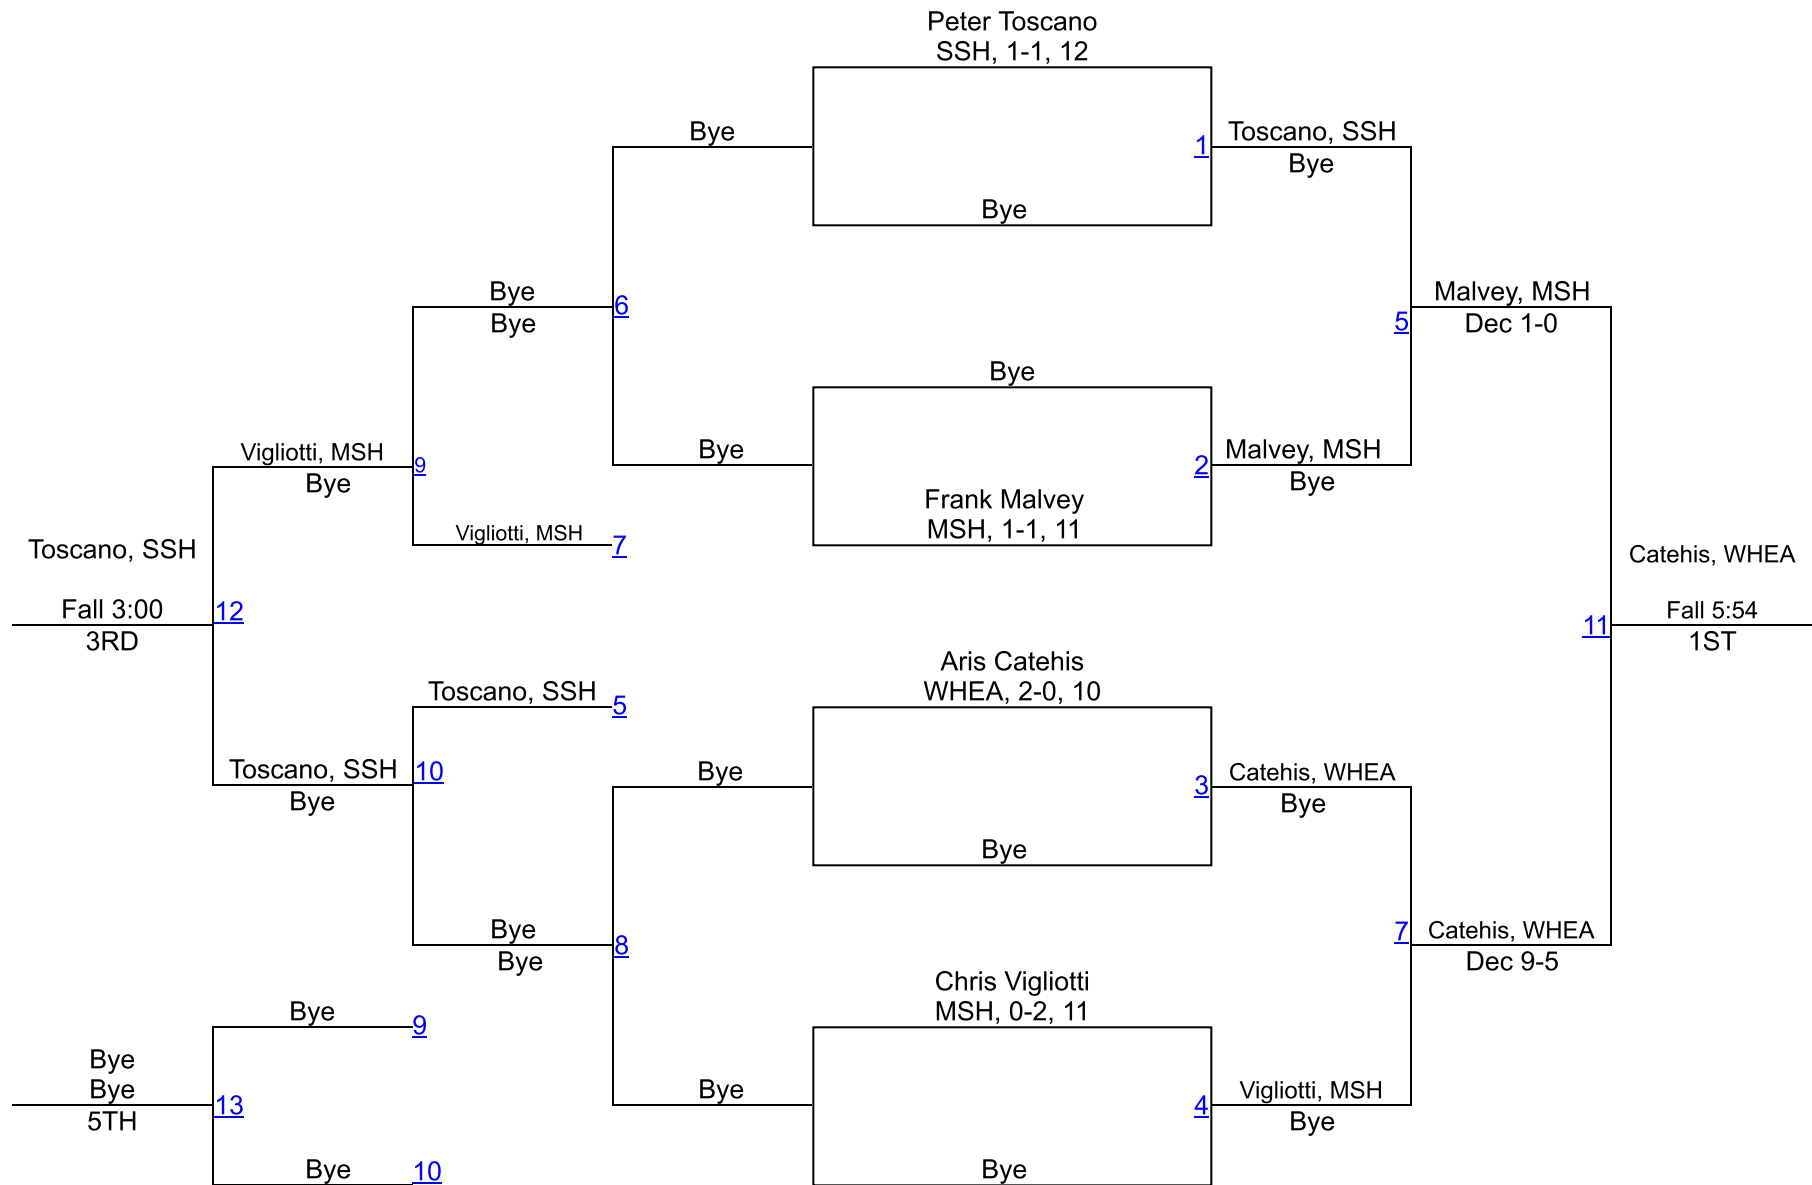 Peter Toscano
SSH, 1-1, 12
Bye
1
Toscano, SSH
Bye
Bye
Bye
Bye
6
Malvey, MSH
5
Dec 1-0
Bye
Vigliotti, MSH
9
Bye
Bye
2
Malvey, MSH
Bye
Frank Malvey
MSH, 1-1, 11
Vigliotti, MSH
7
Toscano, SSH
Fall 3:00
12
3RD
Catehis, WHEA
Fall 5:54
11
1ST
Aris Catehis
WHEA, 2-0, 10
Toscano, SSH
5
Toscano, SSH
10
Bye
Bye
3
Catehis, WHEA
Bye
Bye
Bye
8
Bye
7
Catehis, WHEA
Dec 9-5
Chris Vigliotti
MSH, 0-2, 11
Bye
9
Bye
Bye
13
5TH
Bye
4
Vigliotti, MSH
Bye
Bye
10
Bye